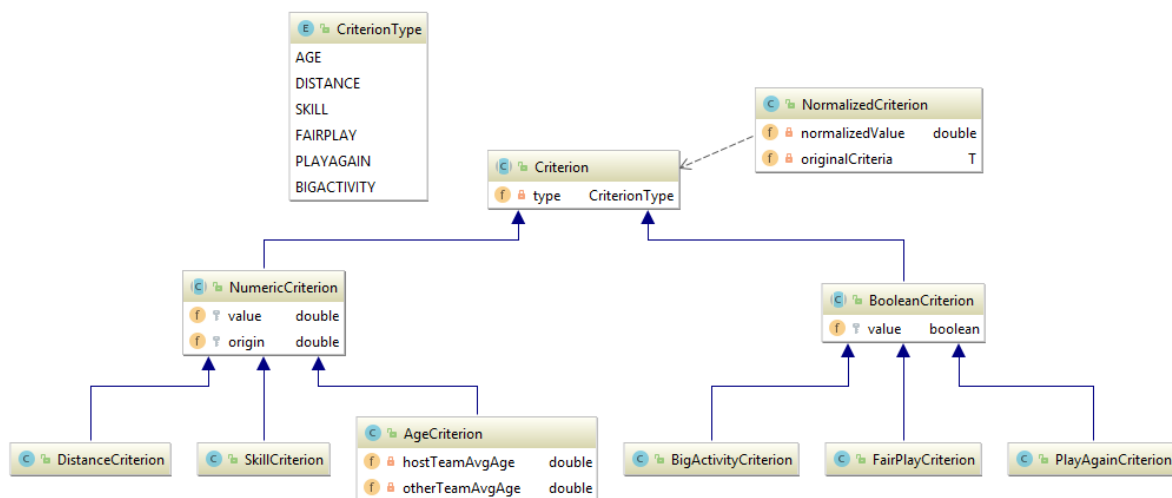 CriterionType
AGE
DISTANCE
SKILL
FAIRPLAY
PLAYAGAIN
BIGACTIVITY
NormalizedCriterion
normalizedValue double
originalCriteria T
Criterion
type CriterionType
NumericCriterion
value double
origin double
BooleanCriterion
value boolean
DistanceCriterion
SkillCriterion
AgeCriterion
hostTeamAvgAge double
otherTeamAvgAge double
BigActivityCriterion
FairPlayCriterion
PlayAgainCriterion